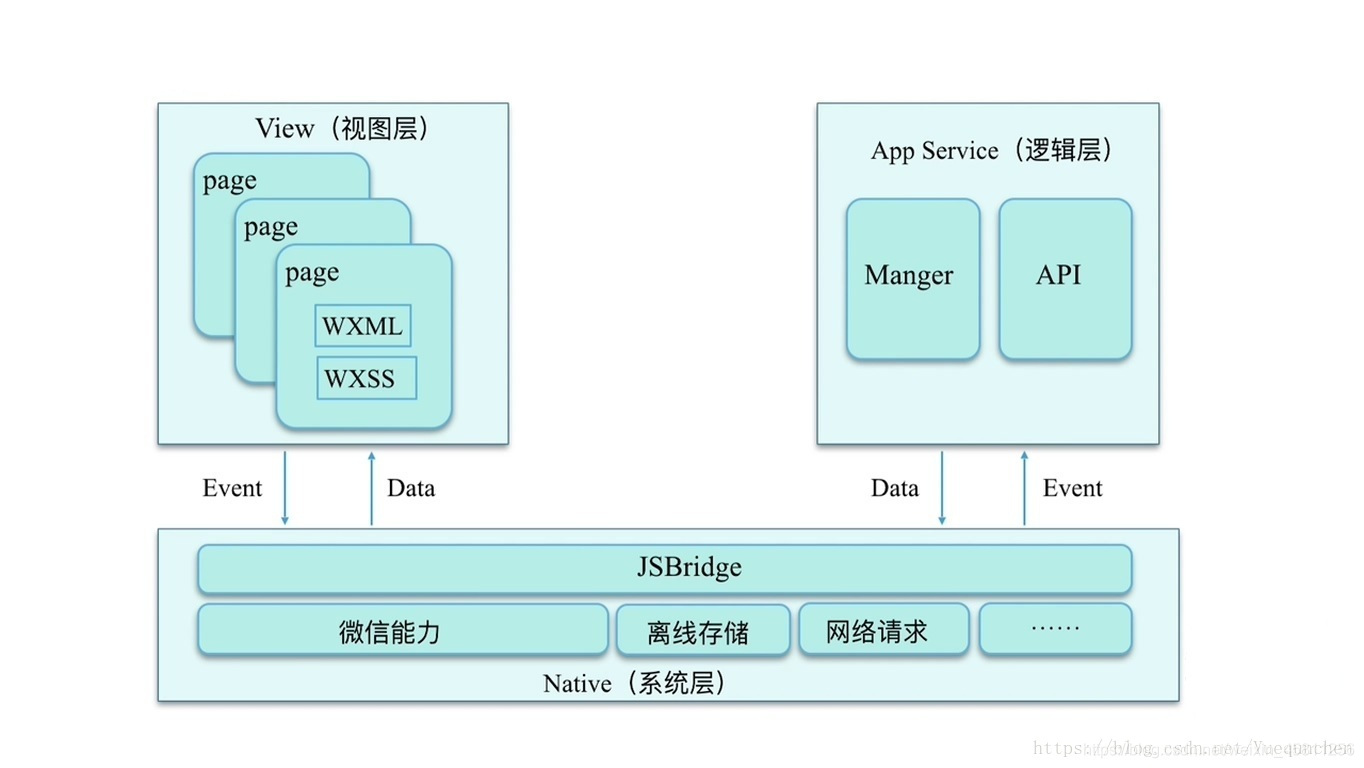 View（视图层）
page
page
page
WXML
WXSS
App Service（逻辑层）
Manger
API
Event
Data
Data
Event
JSBridge
微信能力
离线存储
网络请求
······
Native（系统层）
https://blog.csdn.net/Yuequnchen